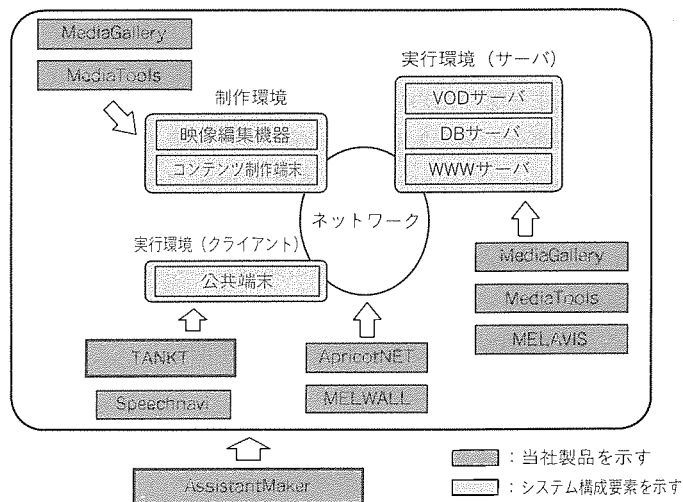 MediaGallery
MediaTools
制作環境
映像編集機器
コンテンツ制作端末
実行環境（サーバ）
VODサーバ
DBサーバ
WWWサーバ
ネットワーク
実行環境（クライアント）
公共端末
MediaGallery
MediaTools
MELAVIS
TANKT
Speechnavi
ApricotNET
MELWALL
AssistantMaker
：当社製品を示す
：システム構成要素を示す